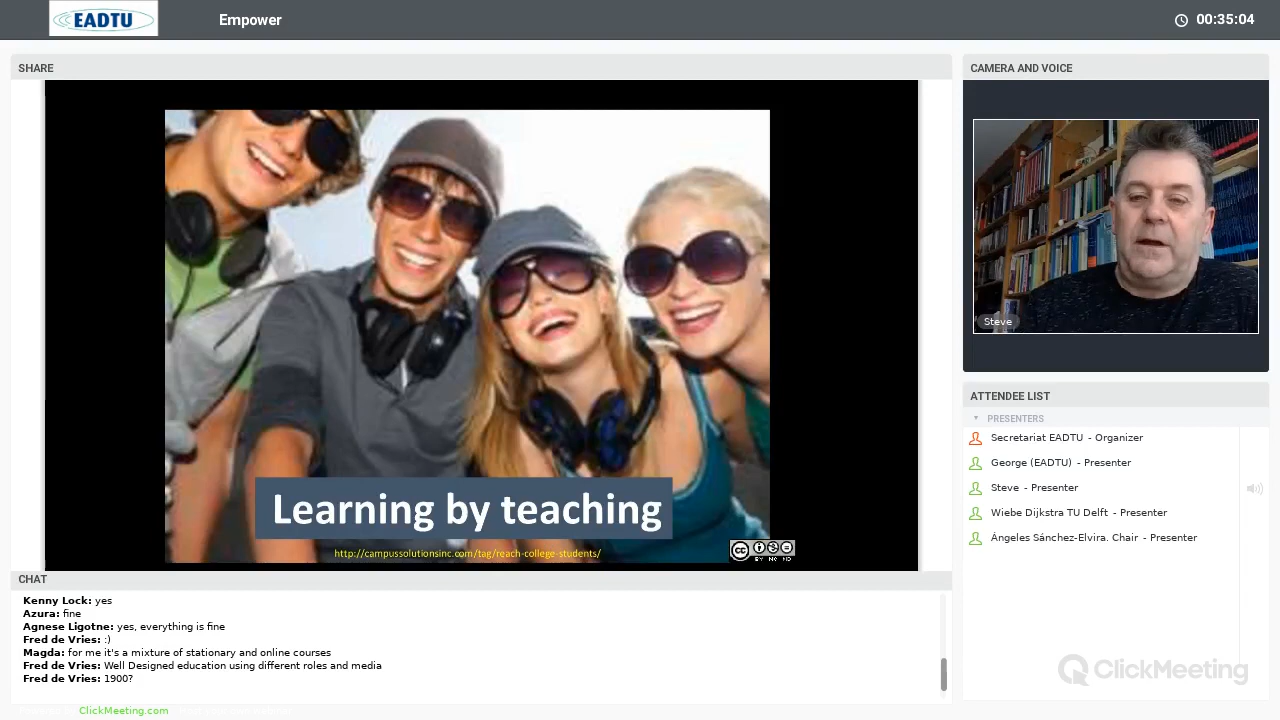 EADTU
Empower
00:35:04
SHARE
CAMERA AND VOICE
Steve
Learning by teaching
http://campussolutionsinc.com/tag/reach-college-students/
cc
BY NC ND
ATTENDEE LIST
PRESENTERS
Secretariat EADTU - Organizer
George (EADTU) - Presenter
Steve - Presenter
Wiebe Dijkstra TU Delft - Presenter
Ángeles Sánchez-Elvira. Chair - Presenter
CHAT
Kenny Lock: yes
Azura: fine
Agnese Ligotne: yes, everything is fine
Fred de Vries: :)
Magda: for me it's a mixture of stationary and online courses
Fred de Vries: Well Designed education using different roles and media
Fred de Vries: 1900?
ClickMeeting
ClickMeeting.com